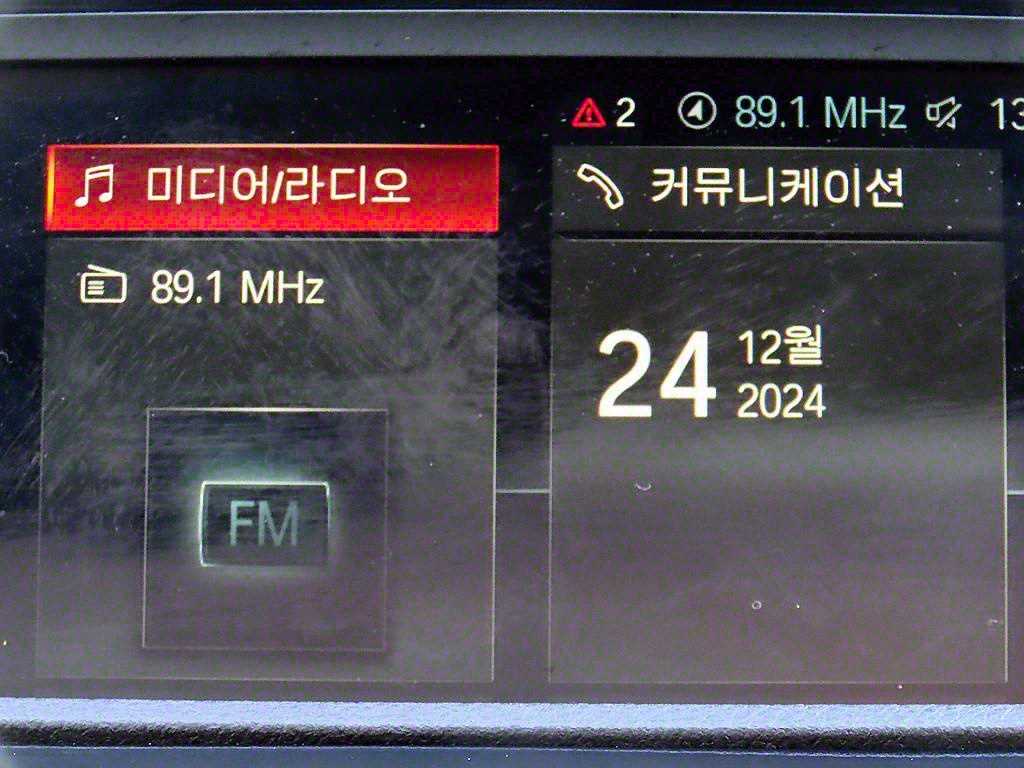 2 89.1 MHz 13
미디어/라디오
커뮤니케이션
89.1 MHz
24 12월
2024
FM